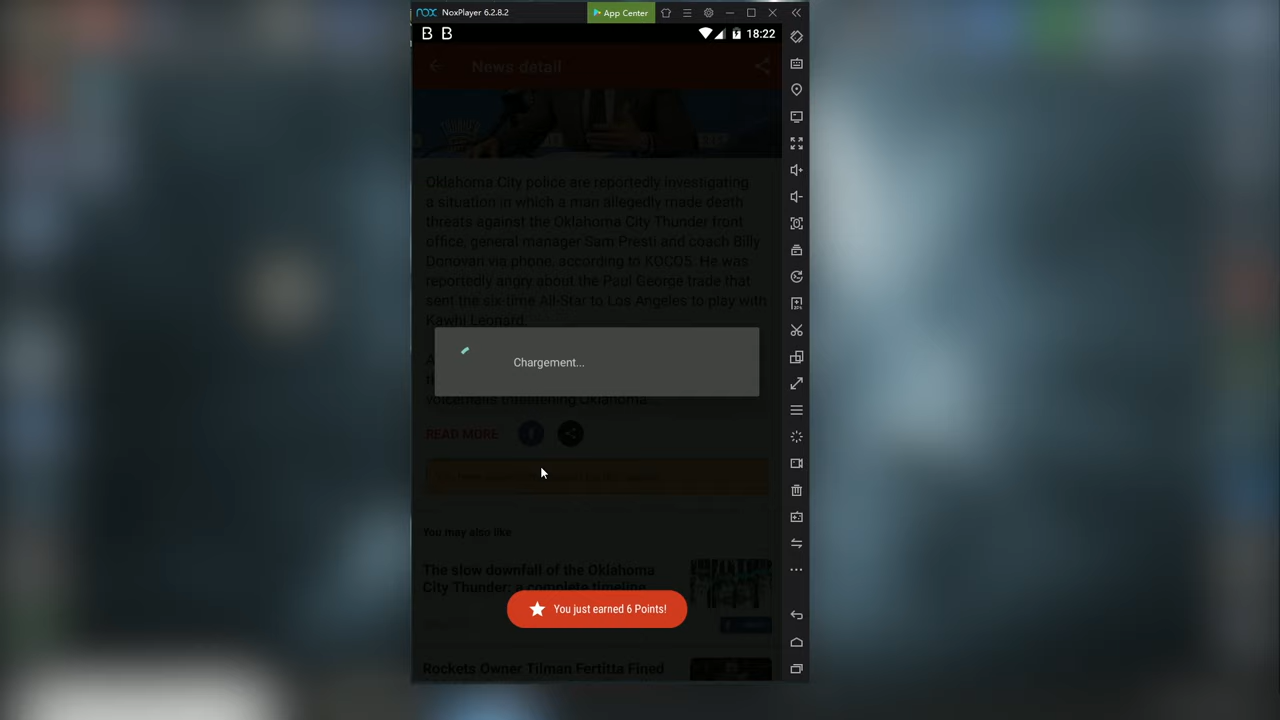 nox NoxPlayer 6.2.8.2
App Center
B B
18:22
News detail
THUNDER
Oklahoma City police are reportedly investigating
a situation in which a man allegedly made death
threats against the Oklahoma City Thunder front
office, general manager Sam Presti and coach Billy
Donovan via phone, according to KOCO5. He was
reportedly angry about the Paul George trade that
sent the six-time All-Star to Los Angeles to play with
Kawhi Leonard.
Chargement...
voicemails threatening Oklahoma...
READ MORE
You may also like
The slow downfall of the Oklahoma
City Thunder: a complete timeline
You just earned 6 Points!
Rockets Owner Tilman Fertitta Fined